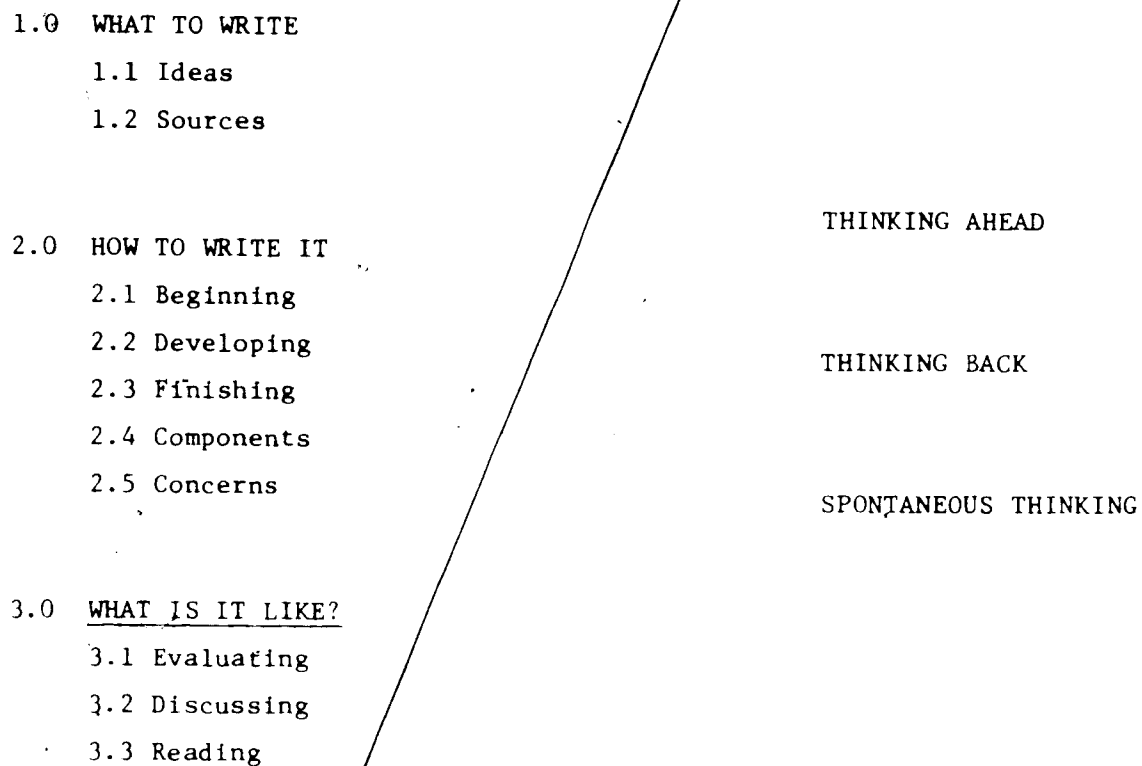 1.0 WHAT TO WRITE
1.1 Ideas
1.2 Sources
2.0 HOW TO WRITE IT
2.1 Beginning
2.2 Developing
2.3 Finishing
2.4 Components
2.5 Concerns
3.0 WHAT IS IT LIKE?
3.1 Evaluating
3.2 Discussing
3.3 Reading
THINKING AHEAD
THINKING BACK
SPONTANEOUS THINKING